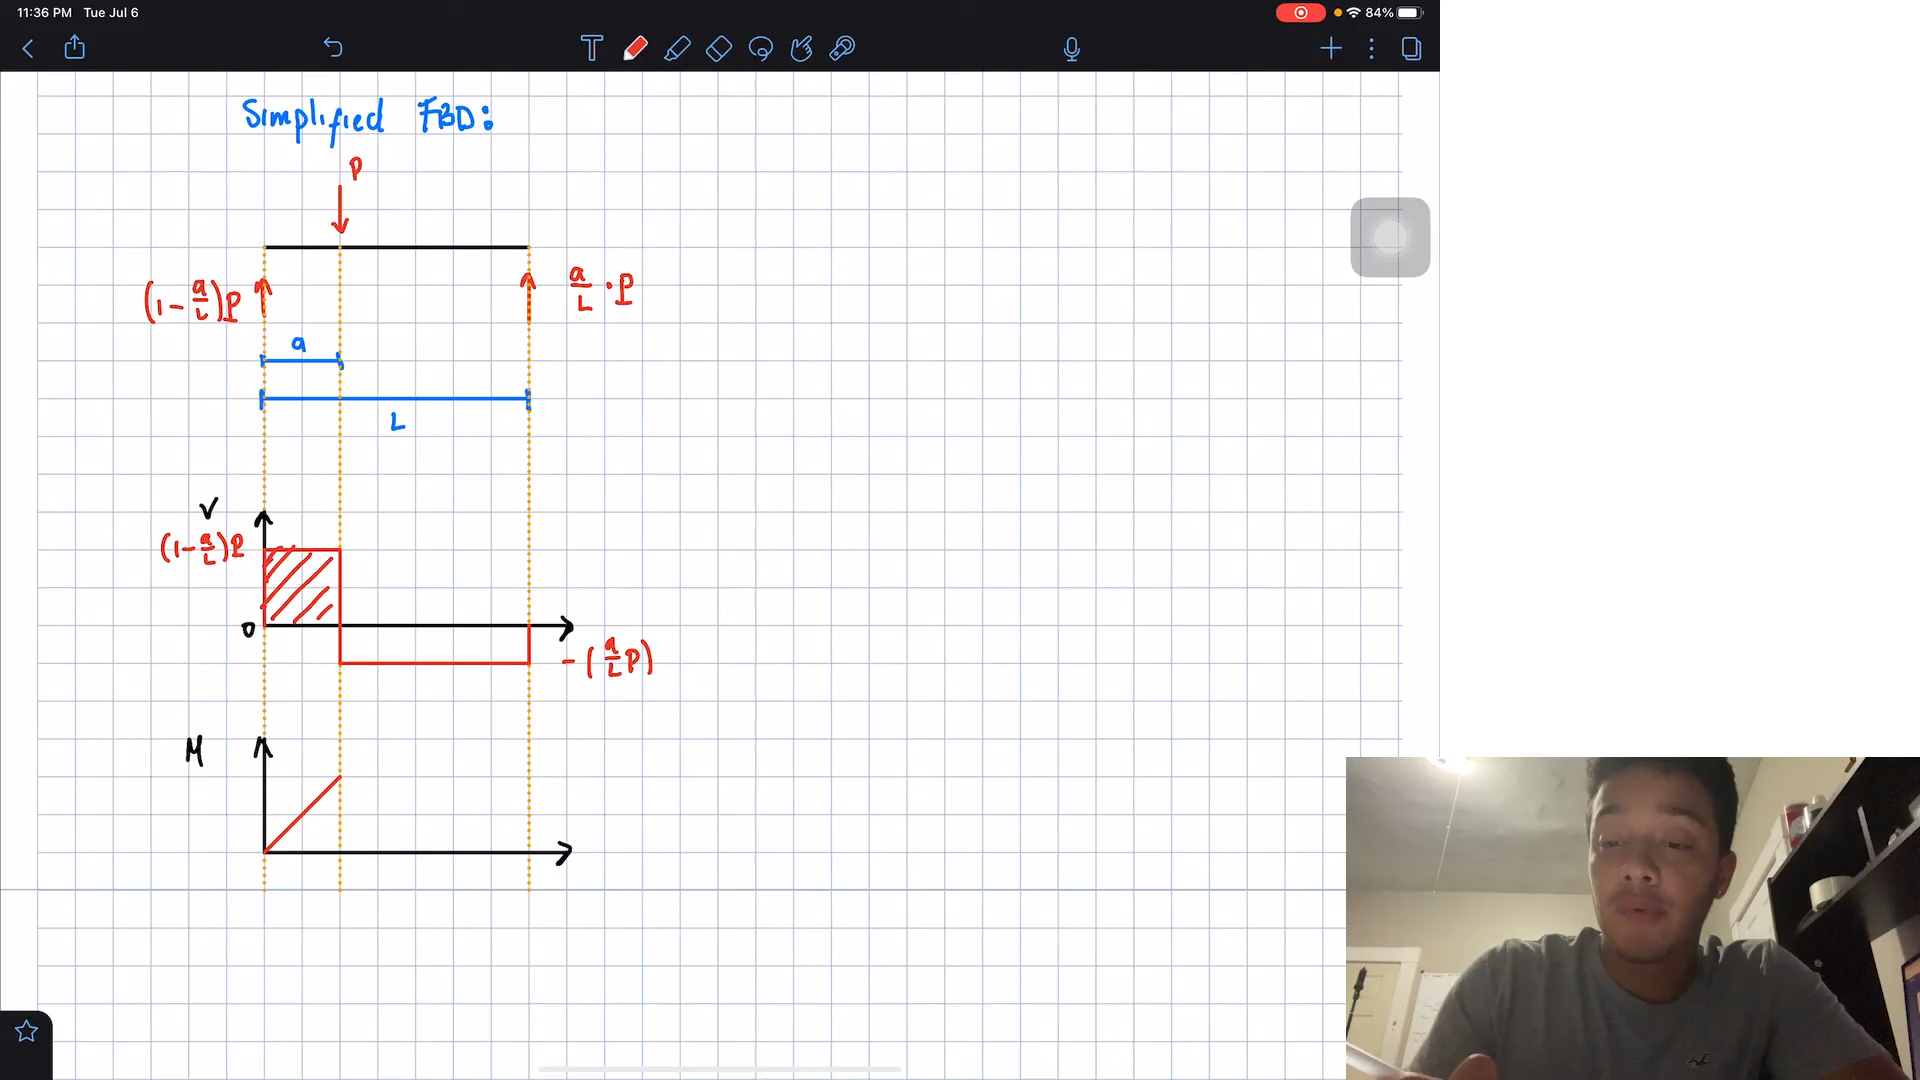 11:36 PM Tue Jul 6
84%
Simplified FBD:
P
(1-a/L)P
a/L · P
a
L
V
(1-a/L)P
0
-(a/L P)
M